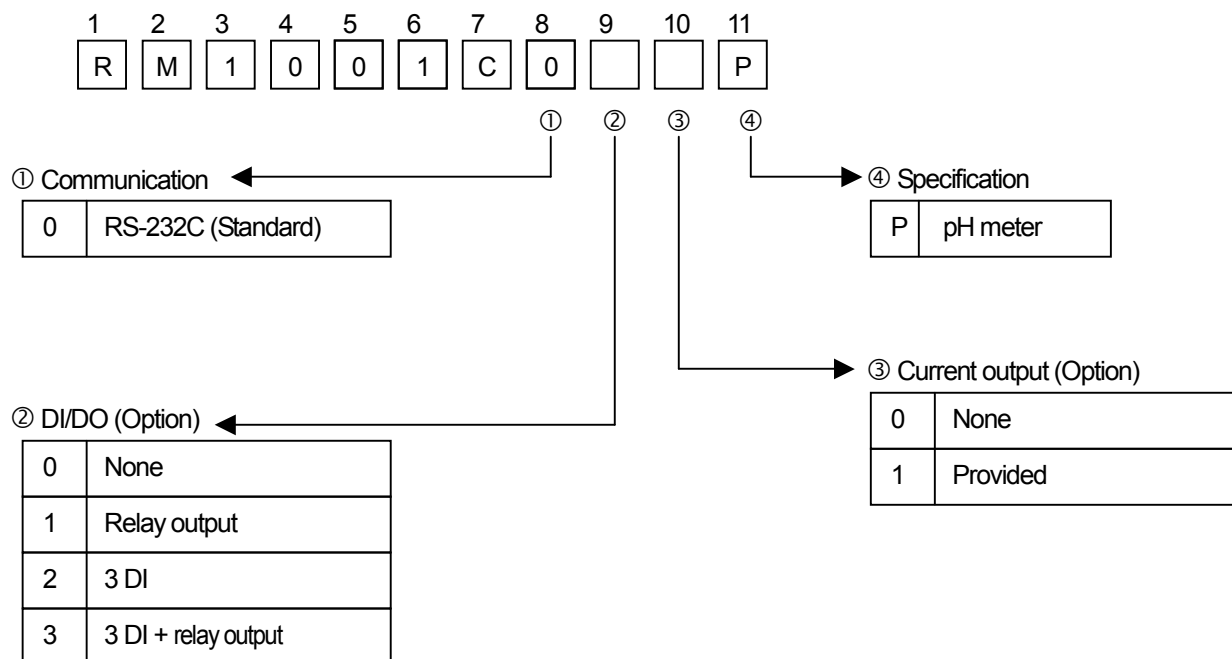 1 2 3 4 5 6 7 8 9 10 11
R M 1 0 0 1 C 0 P
① ② ③ ④
① Communication
0 RS-232C (Standard)
④ Specification
P pH meter
③ Current output (Option)
0 None
1 Provided
② DI/DO (Option)
0 None
1 Relay output
2 3 DI
3 3 DI + relay output